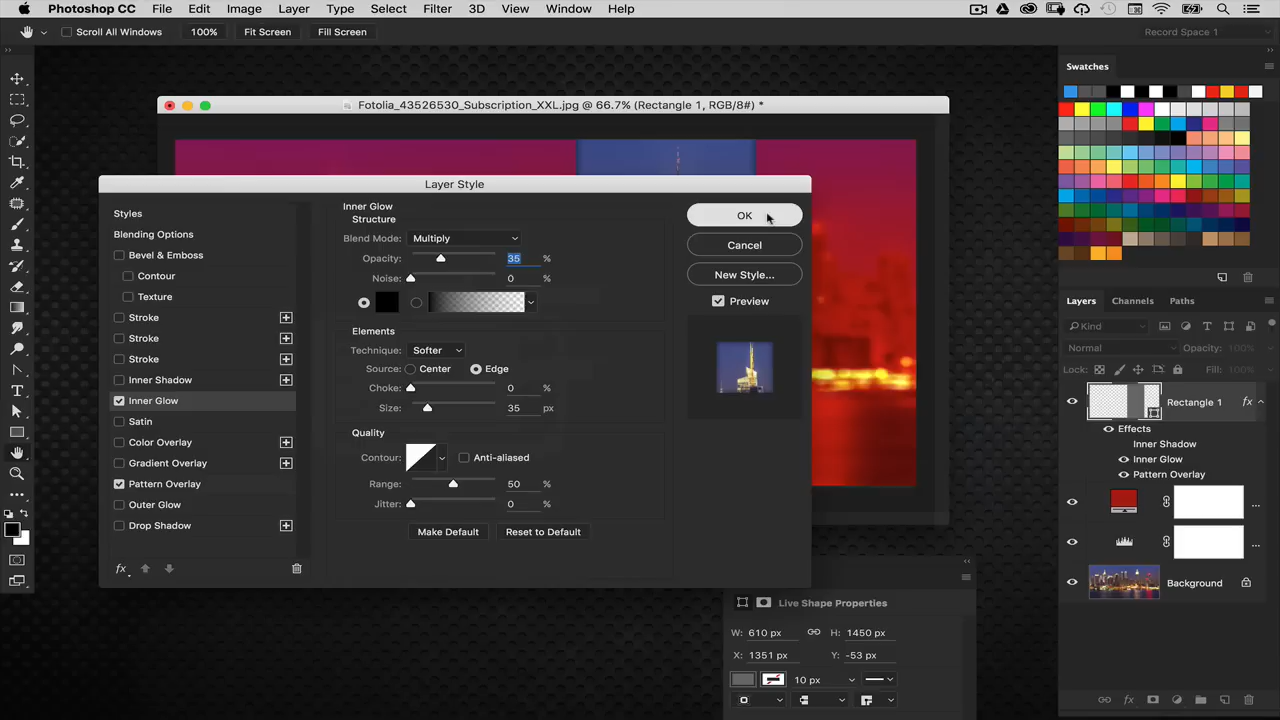 Photoshop CC File Edit Image Layer Type Select Filter 3D View Window Help
Scroll All Windows 100% Fit Screen Fill Screen Record Space 1
Fotolia_43526530_Subscription_XXL.jpg @ 66.7% (Rectangle 1, RGB/8#) *
Layer Style
Styles
Blending Options
Bevel & Emboss
Contour
Texture
Stroke
Stroke
Stroke
Inner Shadow
Inner Glow
Satin
Color Overlay
Gradient Overlay
Pattern Overlay
Outer Glow
Drop Shadow
fx
Inner Glow
Structure
Blend Mode: Multiply
Opacity: 35 %
Noise: 0 %
Elements
Technique: Softer
Source: Center Edge
Choke: 0 %
Size: 35 px
Quality
Contour: Anti-aliased
Range: 50 %
Jitter: 0 %
Make Default Reset to Default
OK
Cancel
New Style...
Preview
Live Shape Properties
W: 610 px H: 1450 px
X: 1351 px Y: -53 px
10 px
Swatches
Layers Channels Paths
Kind
Normal Opacity: 100%
Lock: Fill: 100%
Rectangle 1 fx
Effects
Inner Shadow
Inner Glow
Pattern Overlay
...
...
Background
fx